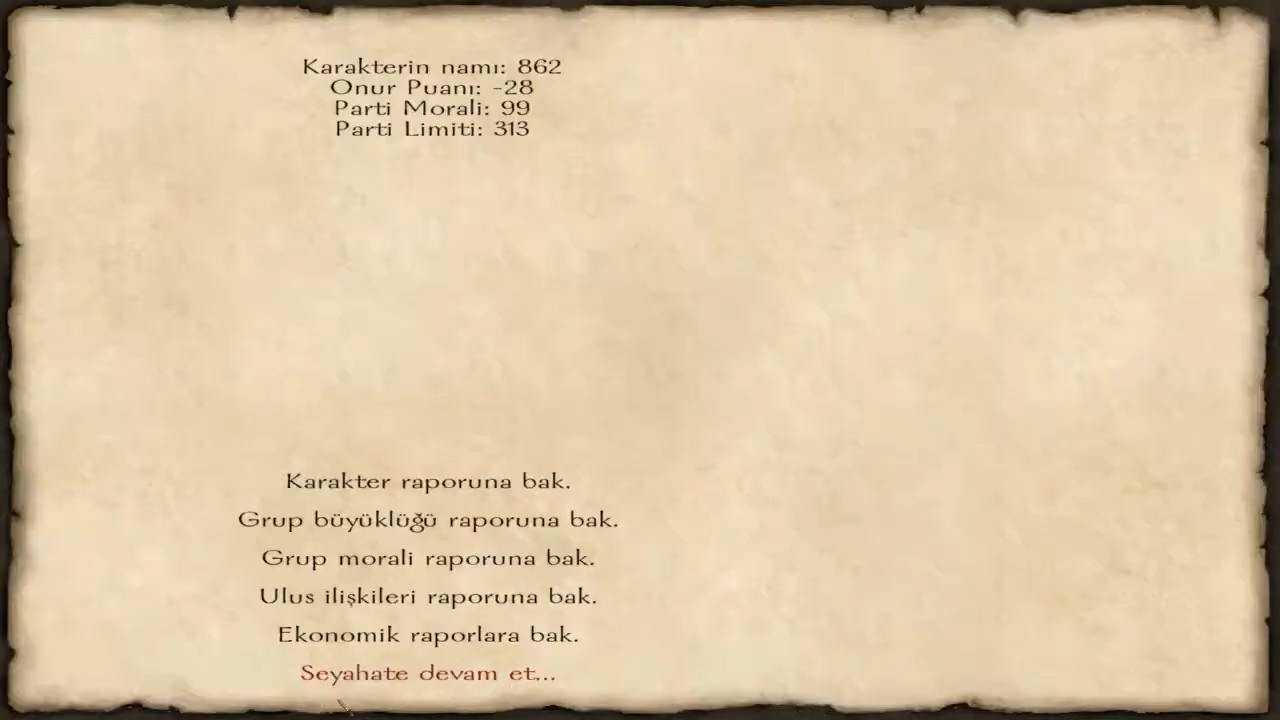 Karakterin namı: 862
Onur Puanı: -28
Parti Morali: 99
Parti Limiti: 313
Karakter raporuna bak.
Grup büyüklüğü raporuna bak.
Grup morali raporuna bak.
Ulus ilişkileri raporuna bak.
Ekonomik raporlara bak.
Seyahate devam et...